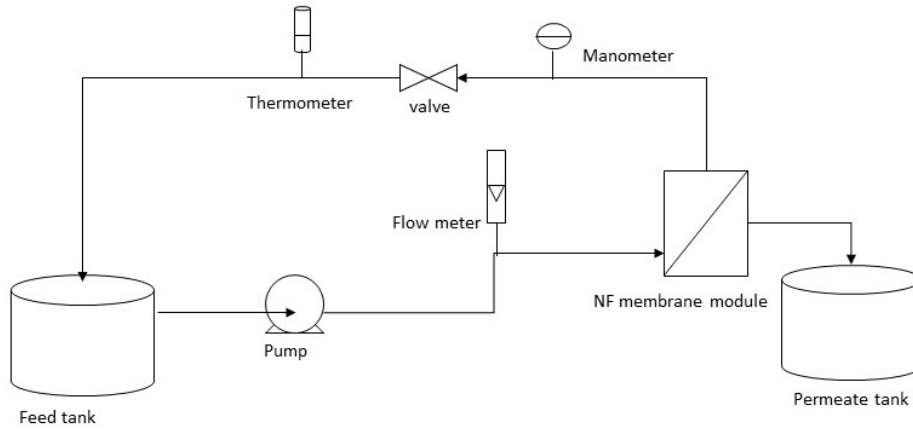 Manometer
Thermometer
valve
Flow meter
NF membrane module
Pump
Permeate tank
Feed tank